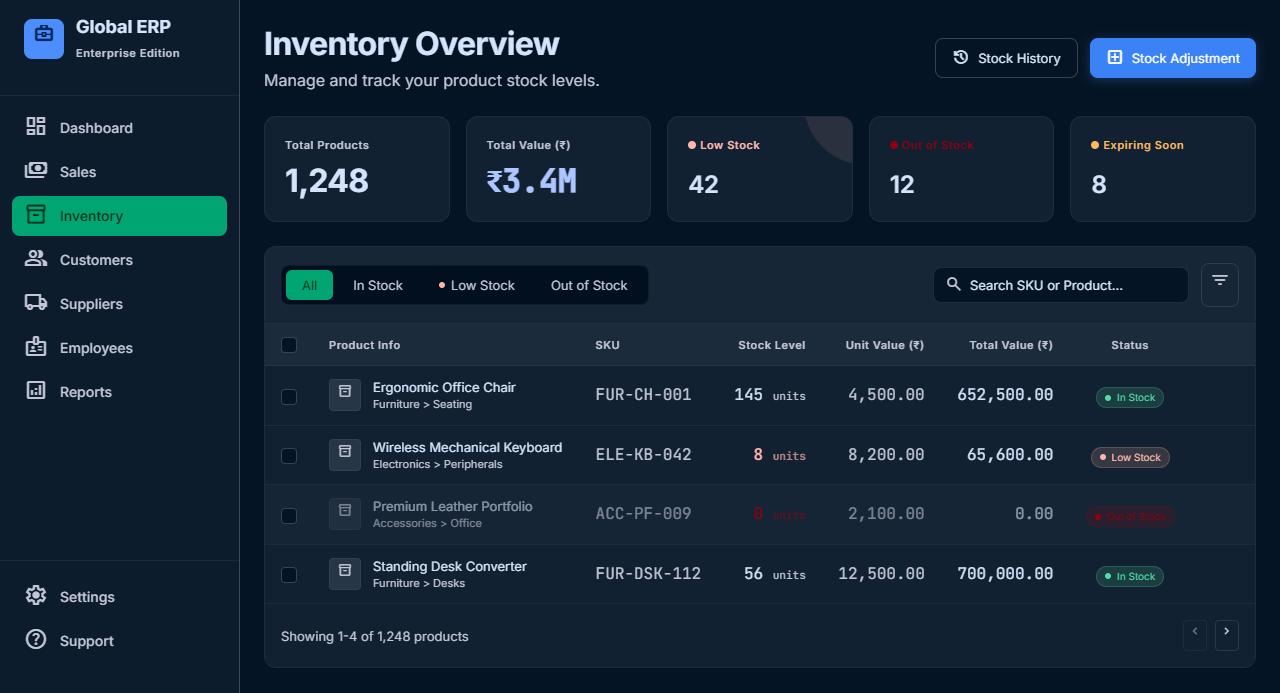 Global ERP
Enterprise Edition
Dashboard
Sales
Inventory
Customers
Suppliers
Employees
Reports
Settings
Support
Inventory Overview
Manage and track your product stock levels.
Stock History
Stock Adjustment
Total Products
1,248
Total Value (₹)
₹3.4M
Low Stock
42
Out of Stock
12
Expiring Soon
8
All In Stock Low Stock Out of Stock
Search SKU or Product...
Product Info SKU Stock Level Unit Value (₹) Total Value (₹) Status
Ergonomic Office Chair
Furniture > Seating
FUR-CH-001 145 units 4,500.00 652,500.00 In Stock
Wireless Mechanical Keyboard
Electronics > Peripherals
ELE-KB-042 8 units 8,200.00 65,600.00 Low Stock
Premium Leather Portfolio
Accessories > Office
ACC-PF-009 0 units 2,100.00 0.00 Out of Stock
Standing Desk Converter
Furniture > Desks
FUR-DSK-112 56 units 12,500.00 700,000.00 In Stock
Showing 1-4 of 1,248 products